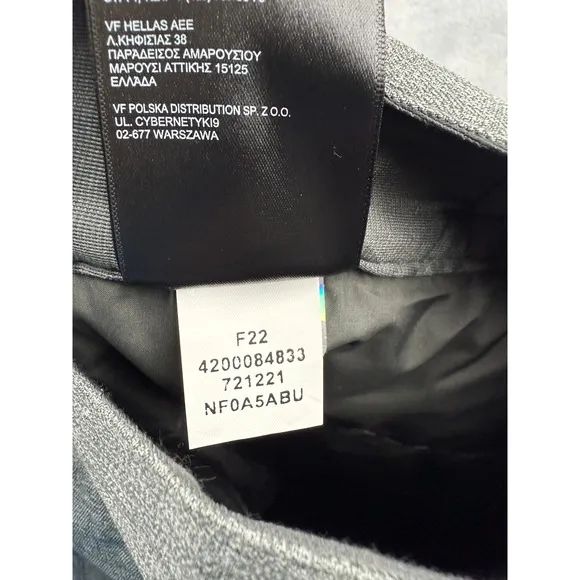 VF HELLAS AEE
Λ.ΚΗΦΙΣΙΑΣ 38
ΠΑΡΑΔΕΙΣΟΣ ΑΜΑΡΟΥΣΙΟΥ
ΜΑΡΟΥΣΙ ΑΤΤΙΚΗΣ 15125
ΕΛΛΑΔΑ
VF POLSKA DISTRIBUTION SP. Z O.O.
UL. CYBERNETYKI9
02-677 WARSZAWA
F22
4200084833
721221
NF0A5ABU